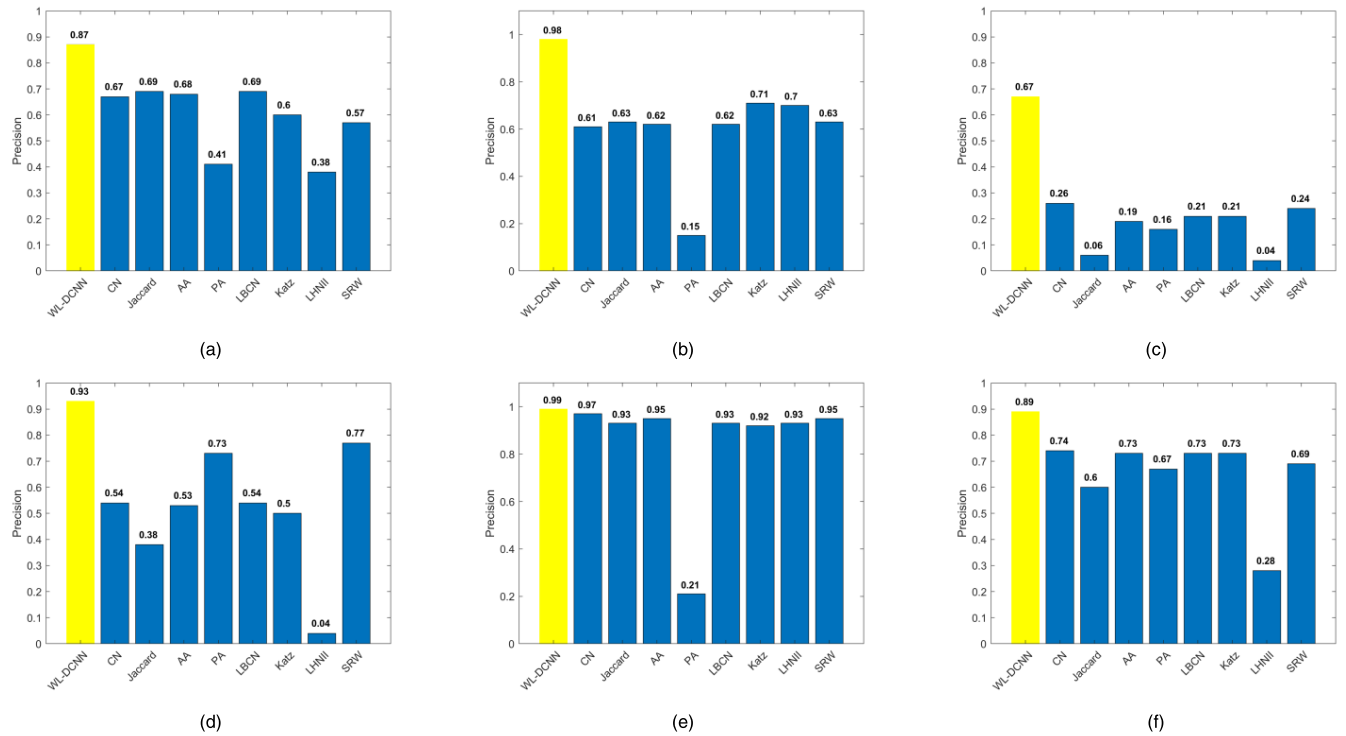 1
0.9
0.8
0.7
0.6
0.5
0.4
0.3
0.2
0.1
0
Precision
0.87
0.67
0.69
0.68
0.41
0.69
0.6
0.38
0.57
WL-DCNN
CN
Jaccard
AA
PA
LBCN
Katz
LHNII
SRW
(a)
1
0.8
0.6
0.4
0.2
0
Precision
0.98
0.61
0.63
0.62
0.15
0.62
0.71
0.7
0.63
WL-DCNN
CN
Jaccard
AA
PA
LBCN
Katz
LHNII
SRW
(b)
1
0.9
0.8
0.7
0.6
0.5
0.4
0.3
0.2
0.1
0
Precision
0.67
0.26
0.06
0.19
0.16
0.21
0.21
0.04
0.24
WL-DCNN
CN
Jaccard
AA
PA
LBCN
Katz
LHNII
SRW
(c)
1
0.9
0.8
0.7
0.6
0.5
0.4
0.3
0.2
0.1
0
Precision
0.93
0.54
0.38
0.53
0.73
0.54
0.5
0.04
0.77
WL-DCNN
CN
Jaccard
AA
PA
LBCN
Katz
LHNII
SRW
(d)
1
0.8
0.6
0.4
0.2
0
Precision
0.99
0.97
0.93
0.95
0.21
0.93
0.92
0.93
0.95
WL-DCNN
CN
Jaccard
AA
PA
LBCN
Katz
LHNII
SRW
(e)
1
0.9
0.8
0.7
0.6
0.5
0.4
0.3
0.2
0.1
0
Precision
0.89
0.74
0.6
0.73
0.67
0.73
0.73
0.28
0.69
WL-DCNN
CN
Jaccard
AA
PA
LBCN
Katz
LHNII
SRW
(f)